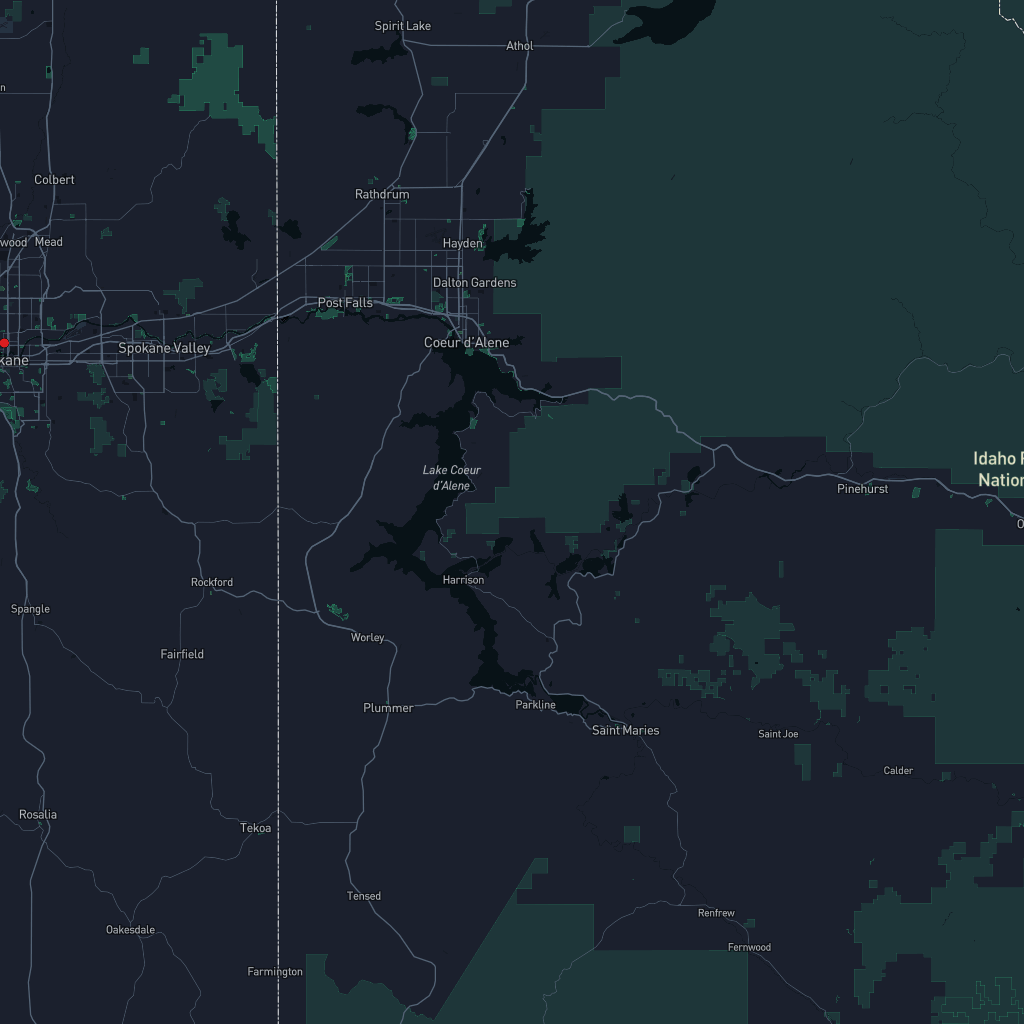 Spirit Lake
Athol
n
Colbert
Rathdrum
wood
Mead
Hayden
Dalton Gardens
Post Falls
Spokane Valley
Coeur d'Alene
kane
Lake Coeur
d'Alene
Idaho P
Nation
Pinehurst
O
Harrison
Rockford
Spangle
Worley
Fairfield
Plummer
Parkline
Saint Maries
Saint Joe
Calder
Rosalia
Tekoa
Tensed
Renfrew
Oakesdale
Fernwood
Farmington